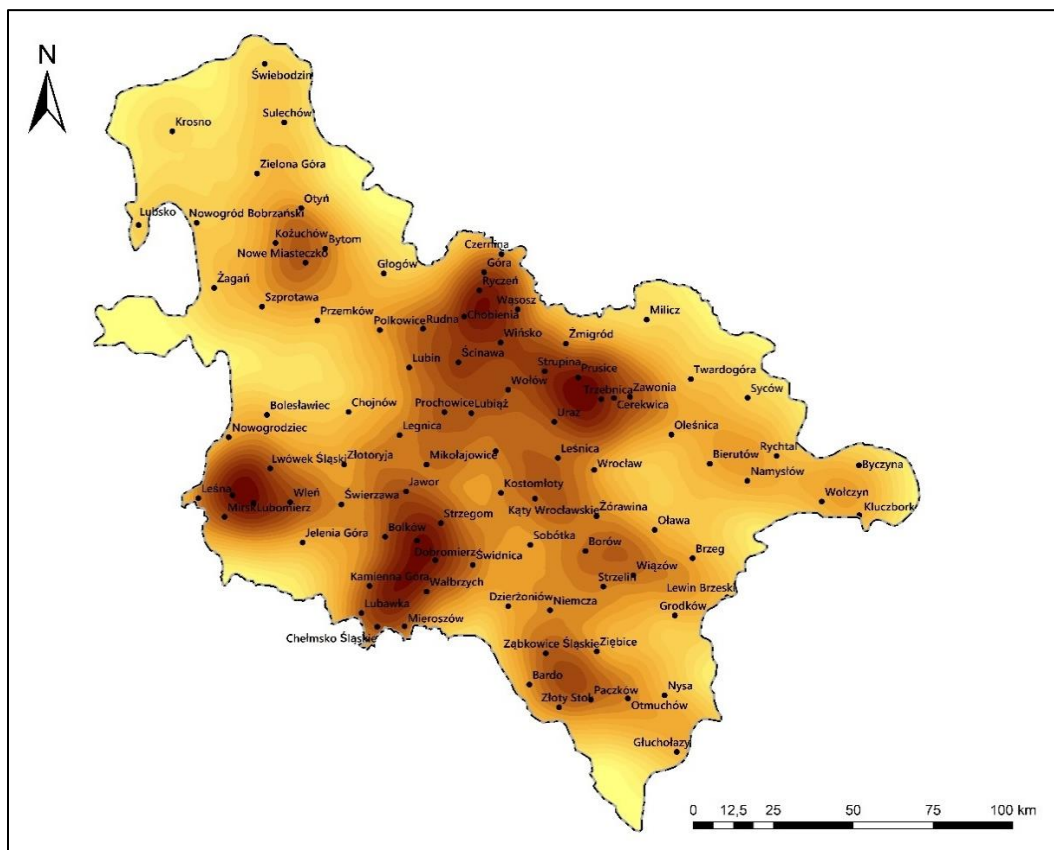 N
Świebodzin
Sulechów
Krosno
Zielona Góra
Otyń
Lubsko
Nowogród Bobrzański
Kożuchów
Bytom
Nowe Miasteczko
Czernina
Góra
Głogów
Ryczeń
Żagań
Szprotawa
Wąsosz
Przemków
Polkowice
Rudna
Chobienia
Milicz
Wińsko
Żmigród
Ścinawa
Lubin
Strupina
Prusice
Twardogóra
Wołów
Trzebnica
Zawonia
Syców
Cerekwica
Bolesławiec
Chojnów
Prochowice
Lubiąż
Uraz
Oleśnica
Nowogrodziec
Legnica
Lwówek Śląski
Złotoryja
Mikołajowice
Leśnica
Wrocław
Bierutów
Rychtal
Byczyna
Namysłów
Leśna
Wleń
Jawor
Kostomłoty
Mirsk
Lubomierz
Świerzawa
Kąty Wrocławskie
Żórawina
Wołczyn
Kluczbork
Strzegom
Bolków
Jelenia Góra
Sobótka
Oława
Borów
Dobromierz
Świdnica
Brzeg
Wiązów
Kamienna Góra
Wałbrzych
Strzelin
Lewin Brzeski
Lubawka
Dzierżoniów
Niemcza
Grodków
Mieroszów
Chełmsko Śląskie
Ząbkowice Śląskie
Ziębice
Bardo
Złoty Stok
Paczków
Nysa
Otmuchów
Głuchołazy
0 12,5 25 50 75 100 km